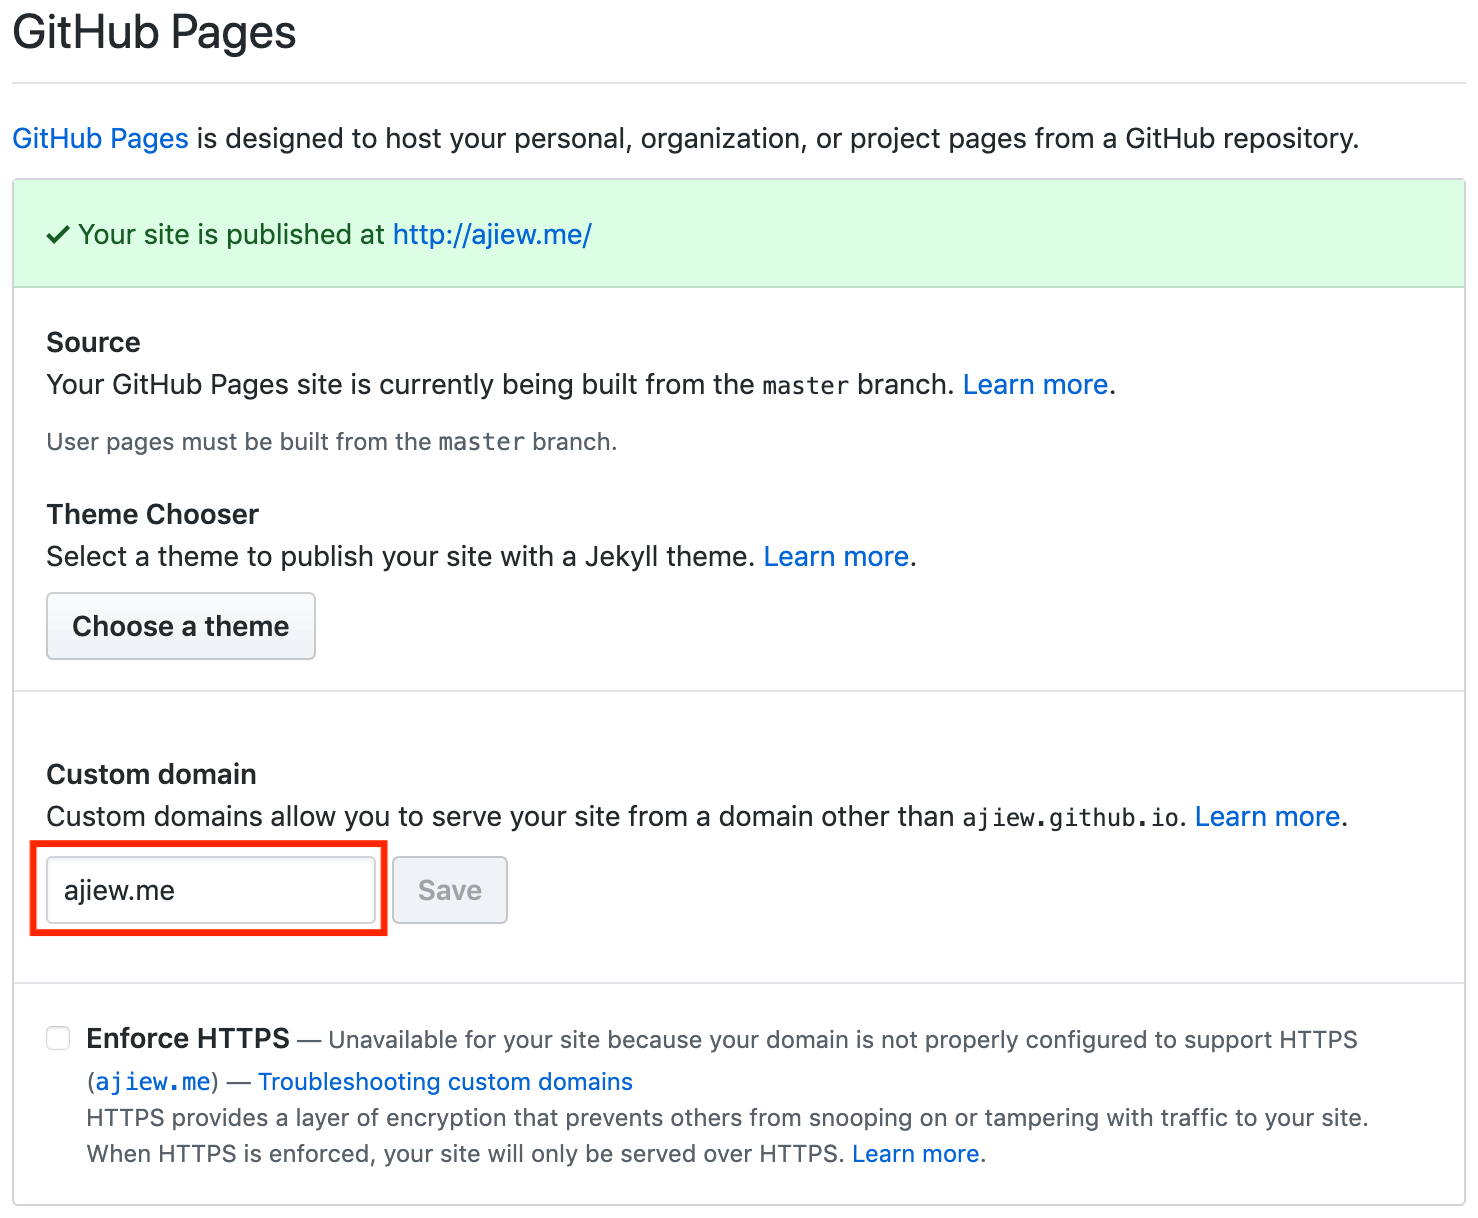 GitHub Pages
GitHub Pages is designed to host your personal, organization, or project pages from a GitHub repository.
✓ Your site is published at http://ajiew.me/
Source
Your GitHub Pages site is currently being built from the master branch. Learn more.
User pages must be built from the master branch.
Theme Chooser
Select a theme to publish your site with a Jekyll theme. Learn more.
Choose a theme
Custom domain
Custom domains allow you to serve your site from a domain other than ajiew.github.io. Learn more.
ajiew.me Save
Enforce HTTPS — Unavailable for your site because your domain is not properly configured to support HTTPS
(ajiew.me) — Troubleshooting custom domains
HTTPS provides a layer of encryption that prevents others from snooping on or tampering with traffic to your site.
When HTTPS is enforced, your site will only be served over HTTPS. Learn more.